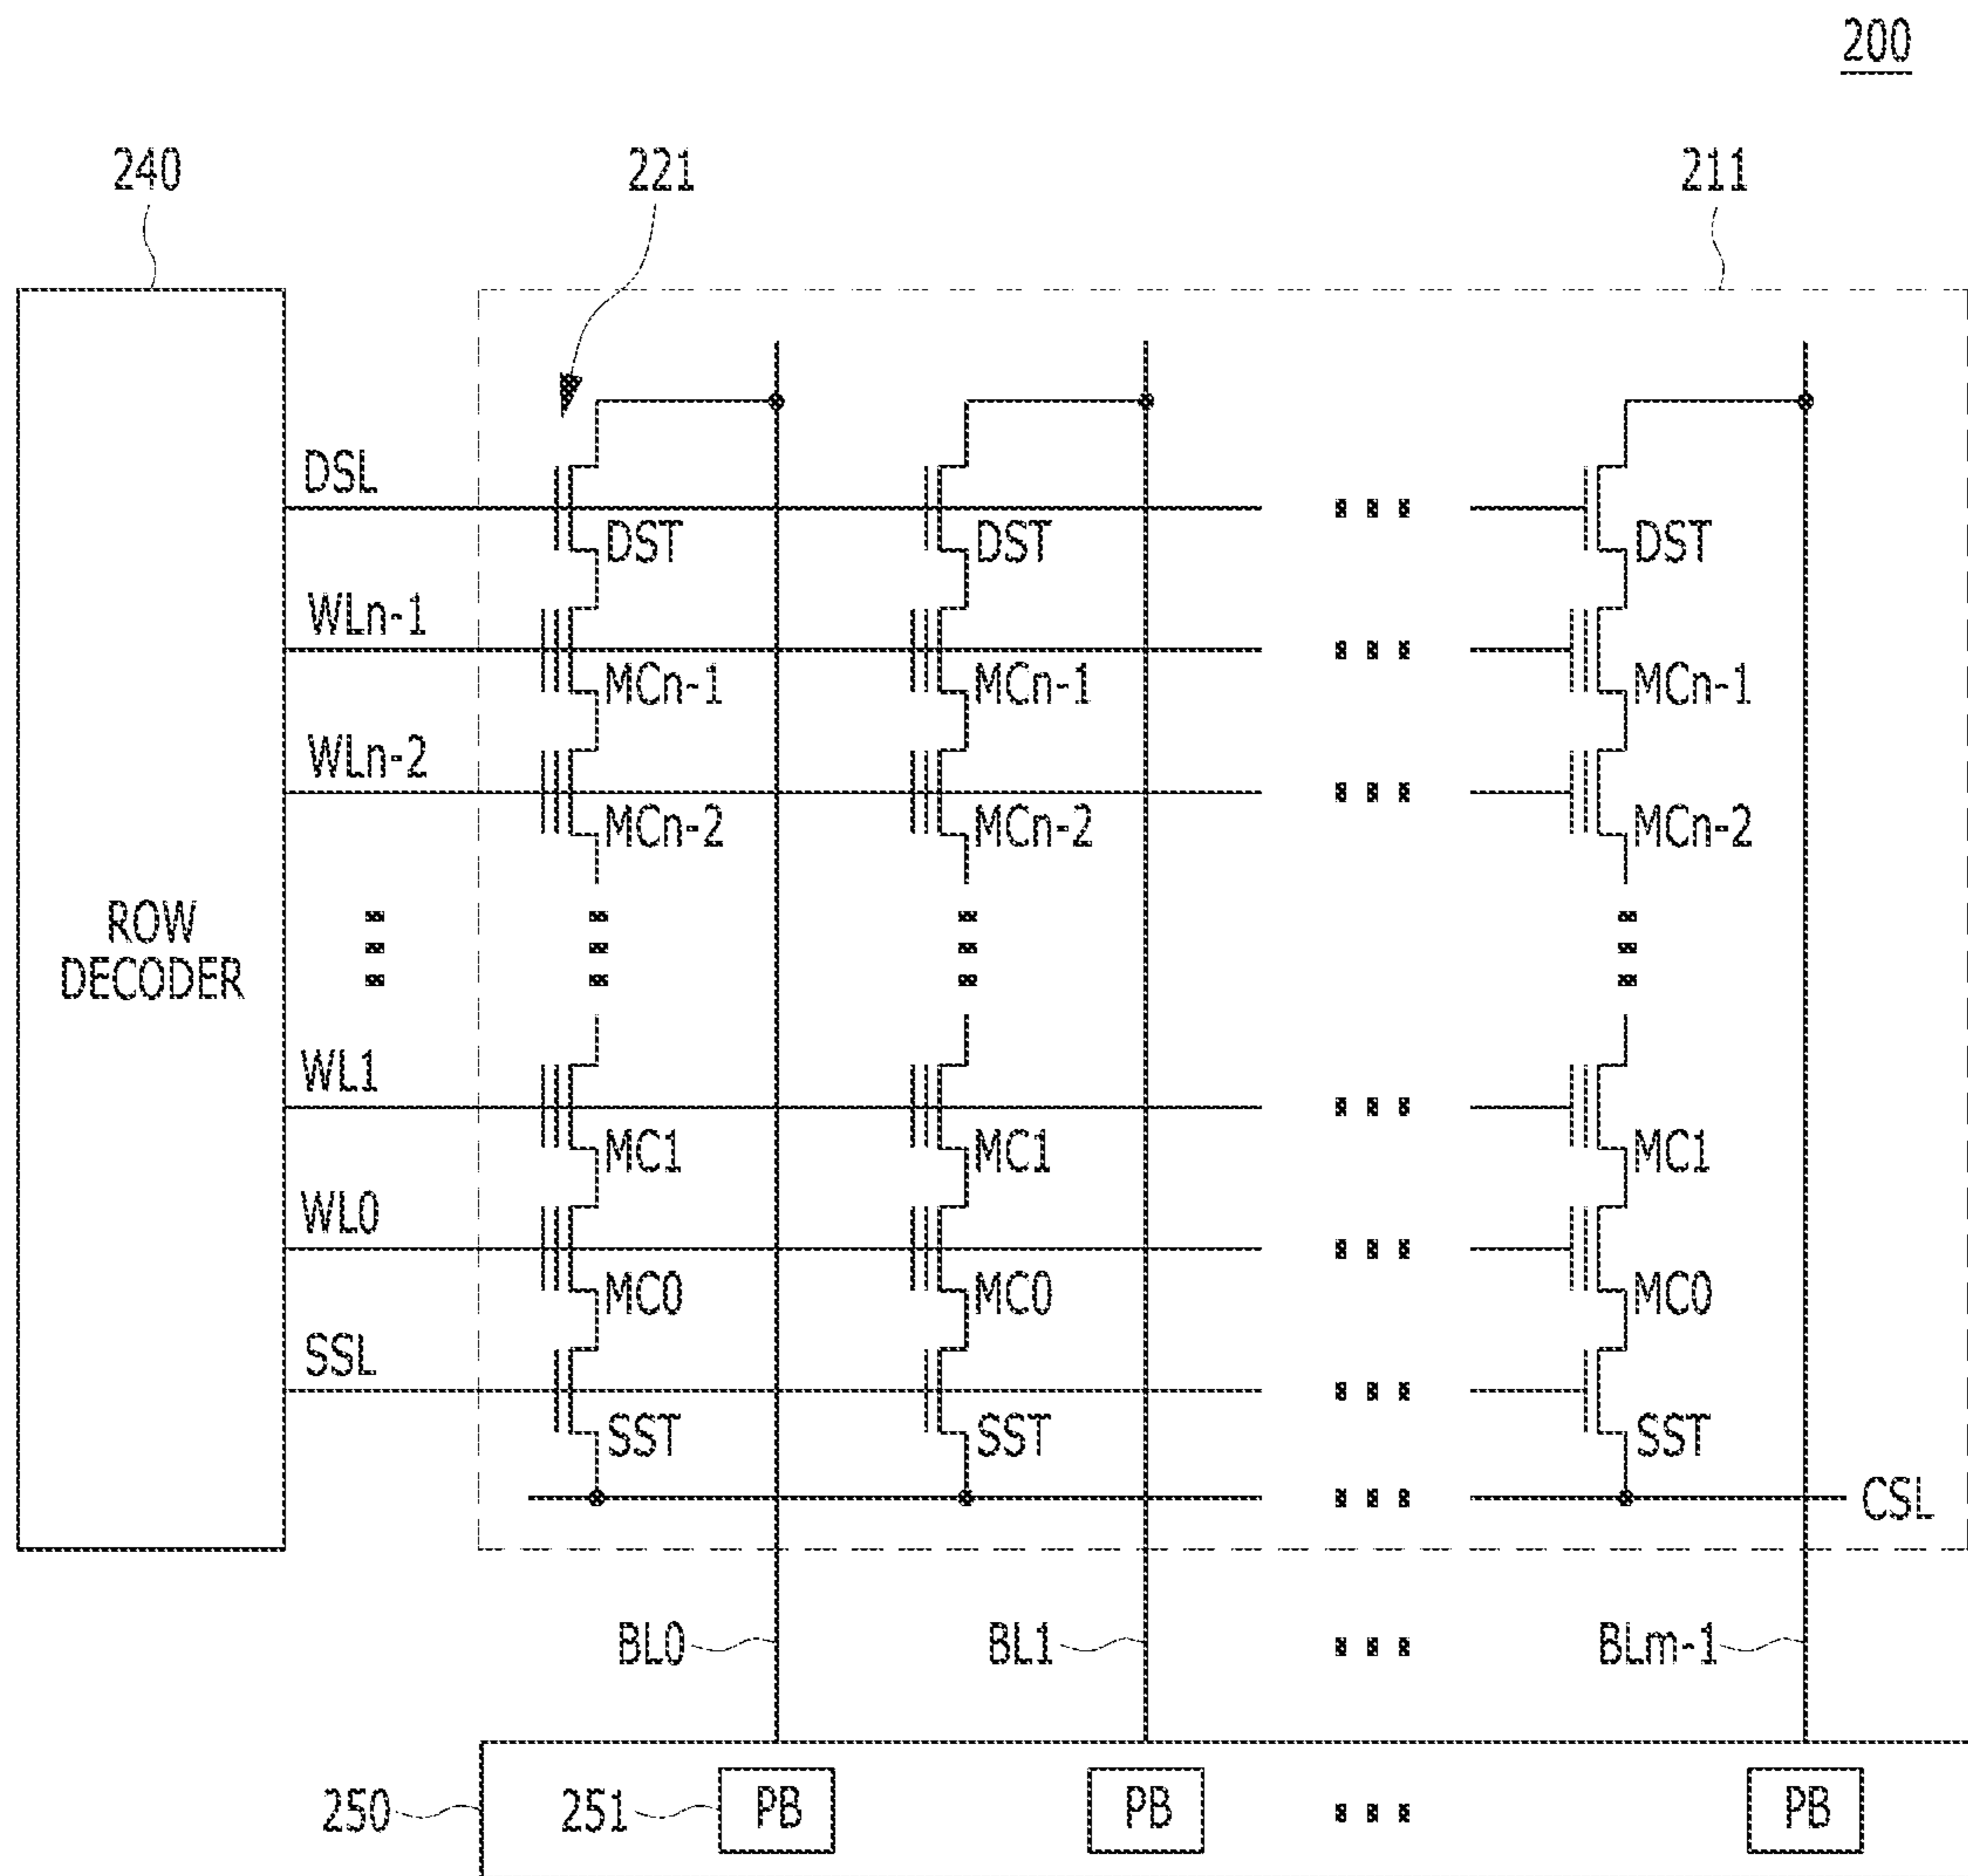 200
240 221 211
DSL
DST DST DST
WLn-1
MCn-1 MCn-1 MCn-1
WLn-2
MCn-2 MCn-2 MCn-2
ROW
DECODER
WL1
MC1 MC1 MC1
WL0
MC0 MC0 MC0
SSL
SST SST SST
CSL
BL0 BL1 BLm-1
250 251 PB PB PB